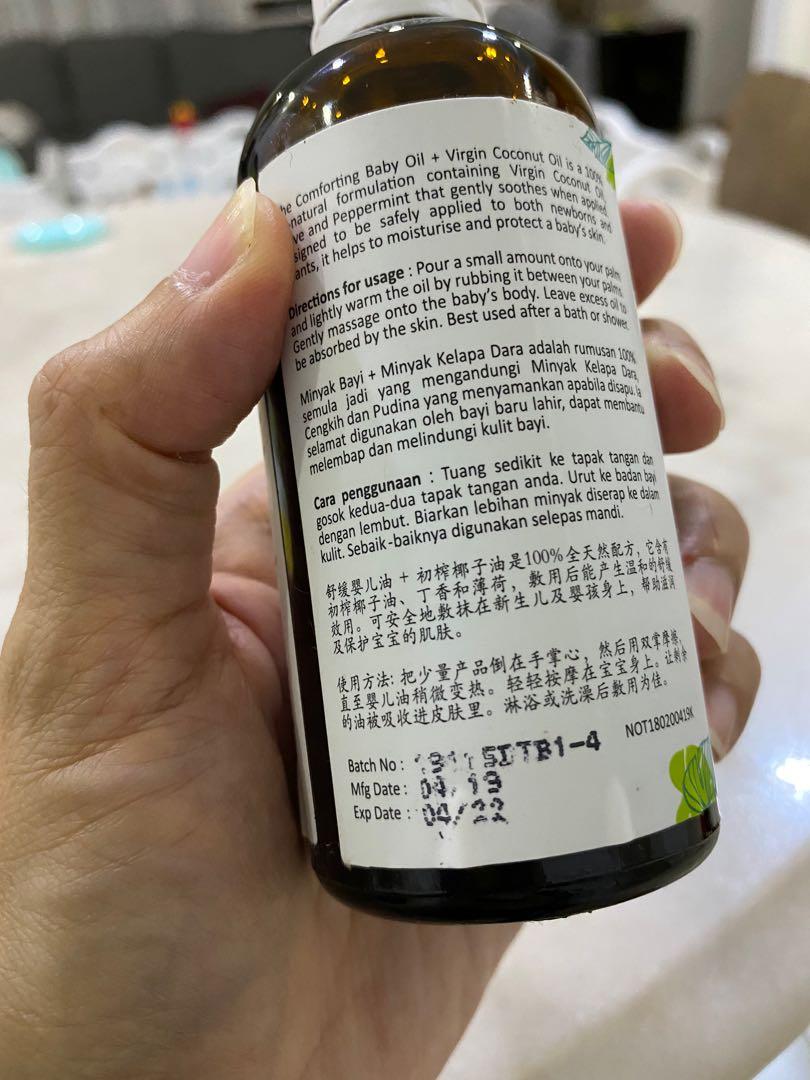 he Comforting Baby Oil + Virgin Coconut Oil is a 100%
-natural formulation containing Virgin Coconut Oil,
ve and Peppermint that gently soothes when applied.
signed to be safely applied to both newborns and
ants, it helps to moisturise and protect a baby's skin.
Directions for usage : Pour a small amount onto your palm
and lightly warm the oil by rubbing it between your palms.
Gently massage onto the baby's body. Leave excess oil to
be absorbed by the skin. Best used after a bath or shower.
Minyak Bayi + Minyak Kelapa Dara adalah rumusan 100%
semula jadi yang mengandungi Minyak Kelapa Dara,
Cengkih dan Pudina yang menyamankan apabila disapu. Ia
selamat digunakan oleh bayi baru lahir, dapat membantu
melembap dan melindungi kulit bayi.
Cara penggunaan : Tuang sedikit ke tapak tangan dan
gosok kedua-dua tapak tangan anda. Urut ke badan bayi
dengan lembut. Biarkan lebihan minyak diserap ke dalam
kulit. Sebaik-baiknya digunakan selepas mandi.
舒缓婴儿油 + 初榨椰子油是100%全天然配方，它含有
初榨椰子油、丁香和薄荷，敷用后能产生温和的舒缓
效用。可安全地敷抹在新生儿及婴孩身上，帮助滋润
及保护宝宝的肌肤。
使用方法: 把少量产品倒在手掌心，然后用双掌摩擦，
直至婴儿油稍微变热。轻轻按摩在宝宝身上。让剩余
的油被吸收进皮肤里。淋浴或洗澡后敷用为佳。
NOT180200419K
Batch No :
Mfg Date : 04/19
Exp Date : 04/22